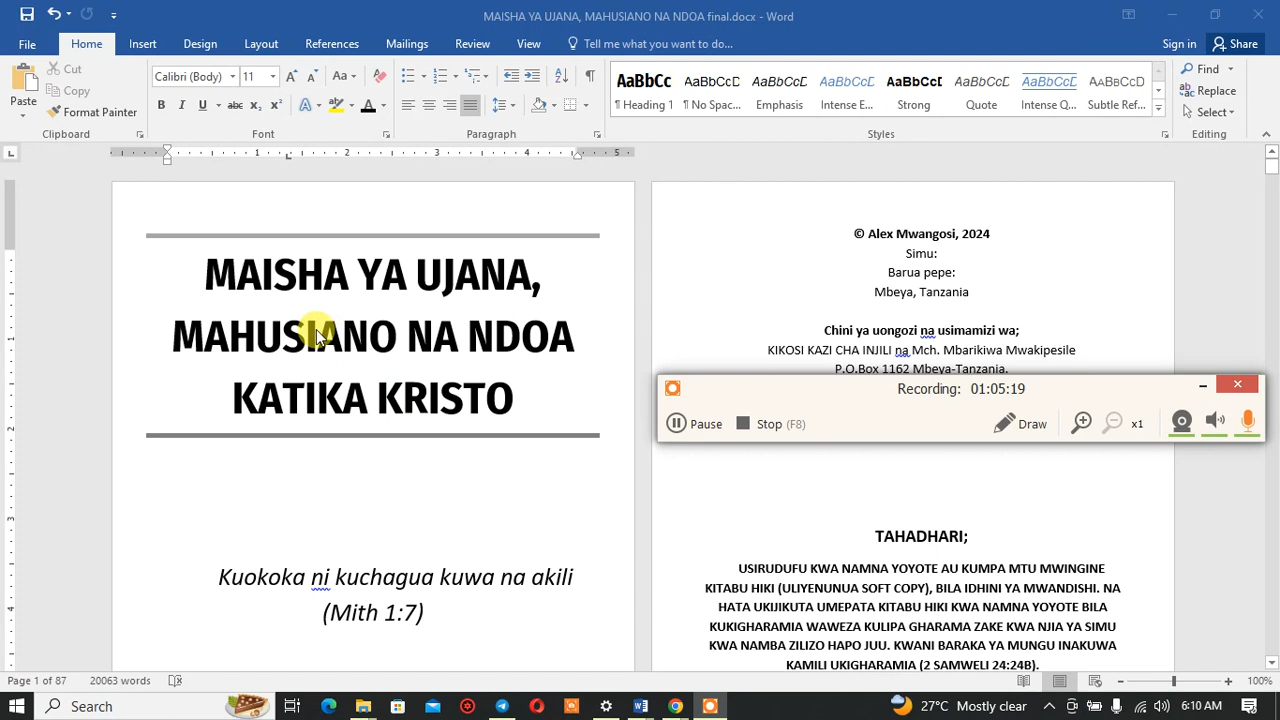 MAISHA YA UJANA, MAHUSIANO NA NDOA final.docx - Word
File Home Insert Design Layout References Mailings Review View Tell me what you want to do... Sign in Share
Paste Cut Copy Format Painter
Calibri (Body) 11
AaBbCc AaBbCcD AaBbCcD AaBbCcD AaBbCcD AaBbCcD AaBbCcD AaBbCcD
¶ Heading 1 ¶ No Spac... Emphasis Intense E... Strong Quote Intense Q... Subtle Ref...
Find
Replace
Select
Clipboard Font Paragraph Styles Editing
1 2 3 4 5
MAISHA YA UJANA,
MAHUSIANO NA NDOA
KATIKA KRISTO
Kuokoka ni kuchagua kuwa na akili
(Mith 1:7)
© Alex Mwangosi, 2024
Simu:
Barua pepe:
Mbeya, Tanzania
Chini ya uongozi na usimamizi wa;
KIKOSI KAZI CHA INJILI na Mch. Mbarikiwa Mwakipesile
P.O.Box 1162 Mbeya-Tanzania.
Recording: 01:05:19
Pause Stop (F8) Draw x1
TAHADHARI;
USIRUDUFU KWA NAMNA YOYOTE AU KUMPA MTU MWINGINE
KITABU HIKI (ULIYENUNUA SOFT COPY), BILA IDHINI YA MWANDISHI. NA
HATA UKIJIKUTA UMEPATA KITABU HIKI KWA NAMNA YOYOTE BILA
KUKIGHARAMIA WAWEZA KULIPA GHARAMA ZAKE KWA NJIA YA SIMU
KWA NAMBA ZILIZO HAPO JUU. KWANI BARAKA YA MUNGU INAKUWA
KAMILI UKIGHARAMIA (2 SAMWELI 24:24B).
Page 1 of 87 20063 words 100%
Search 27°C Mostly clear 6:10 AM